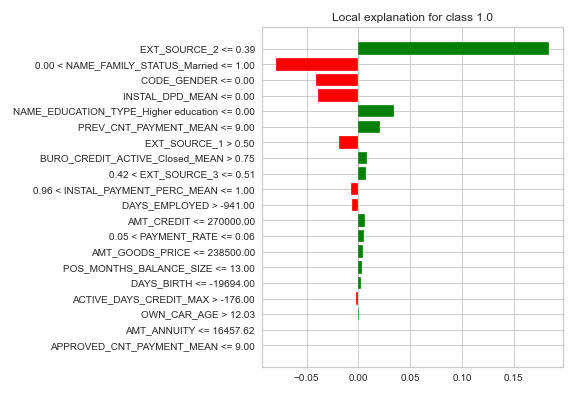 Local explanation for class 1.0
EXT_SOURCE_2 <= 0.39
0.00 < NAME_FAMILY_STATUS_Married <= 1.00
CODE_GENDER <= 0.00
INSTAL_DPD_MEAN <= 0.00
NAME_EDUCATION_TYPE_Higher education <= 0.00
PREV_CNT_PAYMENT_MEAN <= 9.00
EXT_SOURCE_1 > 0.50
BURO_CREDIT_ACTIVE_Closed_MEAN > 0.75
0.42 < EXT_SOURCE_3 <= 0.51
0.96 < INSTAL_PAYMENT_PERC_MEAN <= 1.00
DAYS_EMPLOYED > -941.00
AMT_CREDIT <= 270000.00
0.05 < PAYMENT_RATE <= 0.06
AMT_GOODS_PRICE <= 238500.00
POS_MONTHS_BALANCE_SIZE <= 13.00
DAYS_BIRTH <= -19694.00
ACTIVE_DAYS_CREDIT_MAX > -176.00
OWN_CAR_AGE > 12.03
AMT_ANNUITY <= 16457.62
APPROVED_CNT_PAYMENT_MEAN <= 9.00
−0.05 0.00 0.05 0.10 0.15